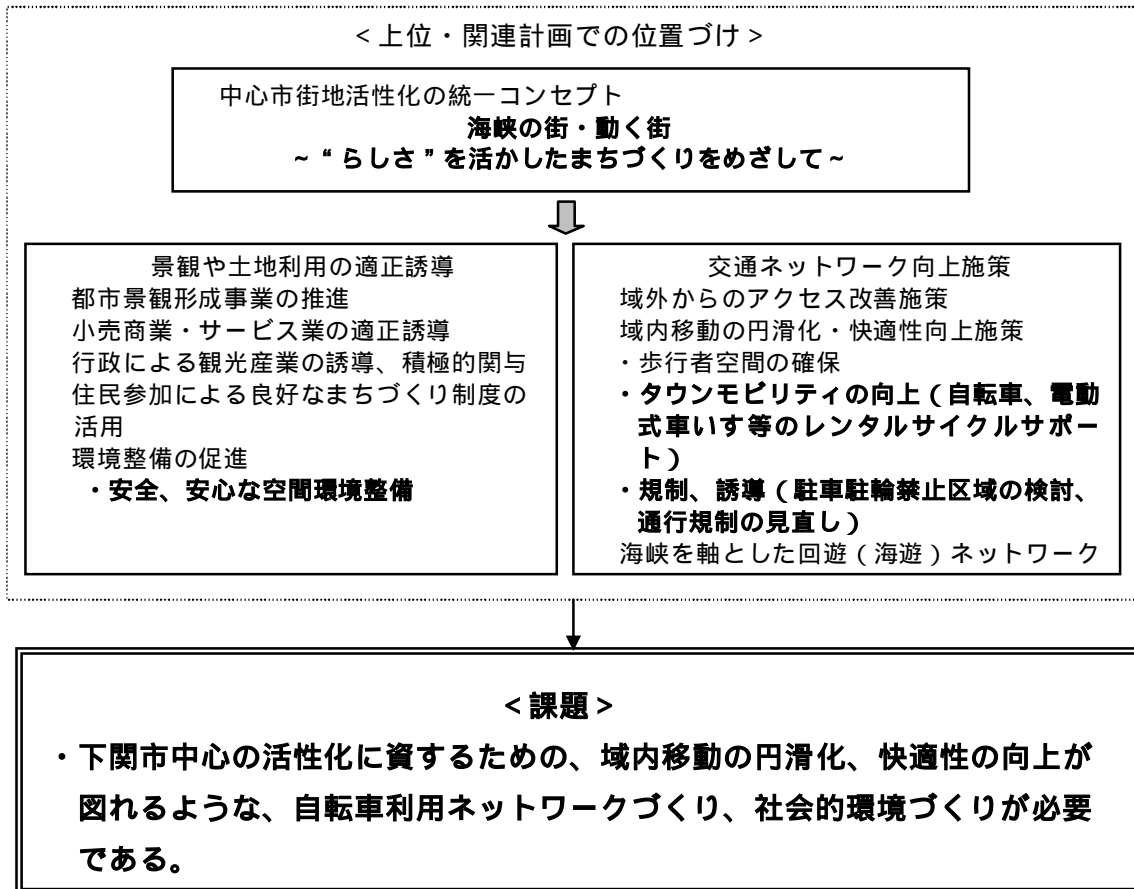 ＜上位・関連計画での位置づけ＞
中心市街地活性化の統一コンセプト
海峡の街・動く街
～“らしさ”を活かしたまちづくりをめざして～
景観や土地利用の適正誘導
都市景観形成事業の推進
小売商業・サービス業の適正誘導
行政による観光産業の誘導、積極的関与
住民参加による良好なまちづくり制度の
活用
環境整備の促進
・安全、安心な空間環境整備
交通ネットワーク向上施策
域外からのアクセス改善施策
域内移動の円滑化・快適性向上施策
・歩行者空間の確保
・タウンモビリティの向上（自転車、電動
式車いす等のレンタルサイクルサポー
ト）
・規制、誘導（駐車駐輪禁止区域の検討、
通行規制の見直し）
海峡を軸とした回遊（海遊）ネットワーク
＜課題＞
・下関市中心の活性化に資するための、域内移動の円滑化、快適性の向上が
図れるような、自転車利用ネットワークづくり、社会的環境づくりが必要
である。